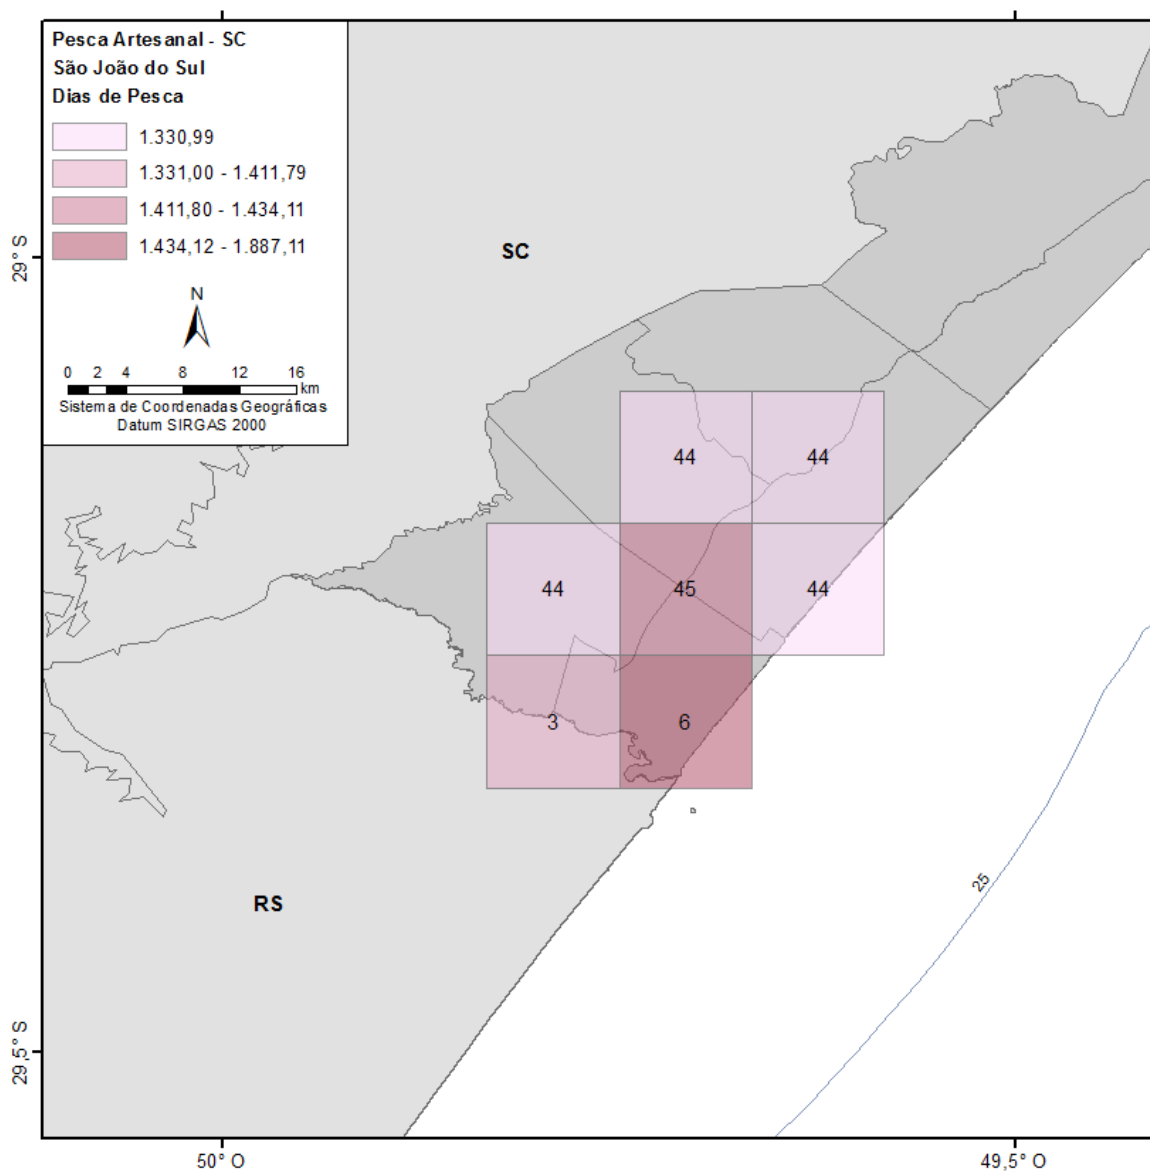 Pesca Artesanal - SC
São João do Sul
Dias de Pesca
1.330,99
1.331,00 - 1.411,79
1.411,80 - 1.434,11
1.434,12 - 1.887,11
N
0 2 4 8 12 16
km
Sistema de Coordenadas Geográficas
Datum SIRGAS 2000
SC
29° S
44 44
44 45 44
3 6
25
RS
29,5° S
50° O 49,5° O